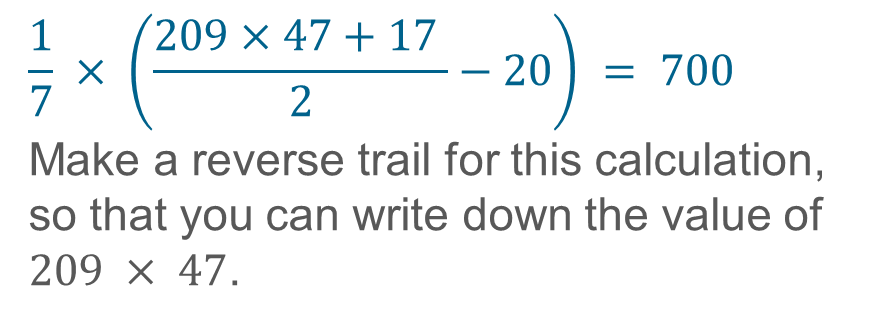 1/7 × ((209 × 47 + 17)/2 − 20) = 700
Make a reverse trail for this calculation,
so that you can write down the value of
209 × 47.